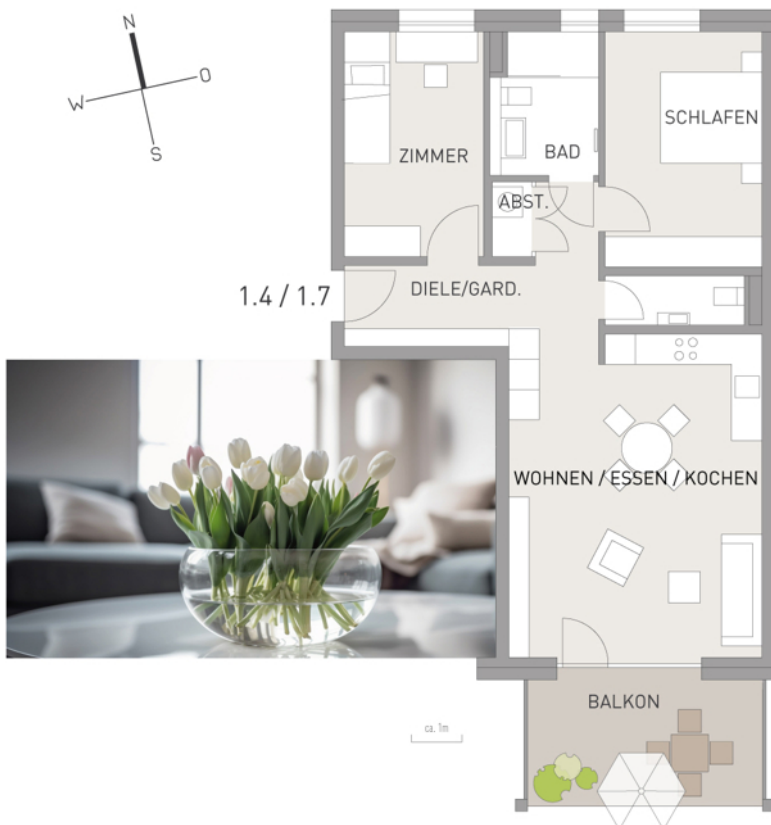 N
W
O
S
ZIMMER
BAD
SCHLAFEN
ABST.
1.4 / 1.7
DIELE/GARD.
WOHNEN / ESSEN / KOCHEN
BALKON
ca. 1m